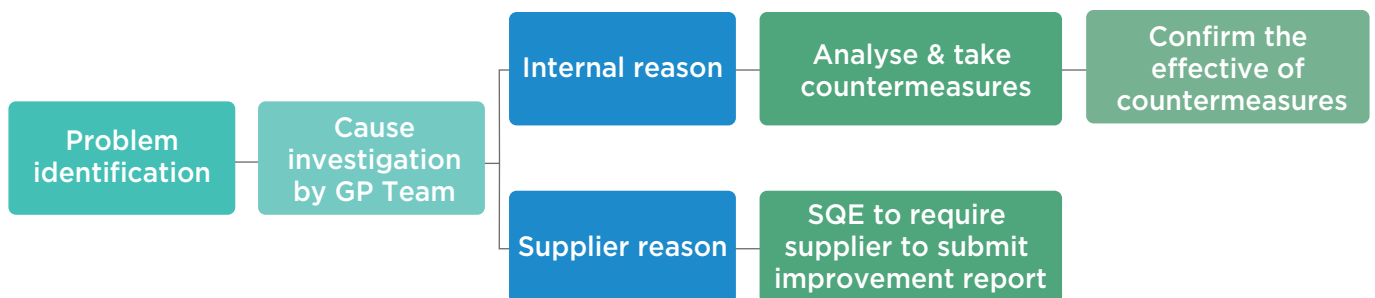 Problem
identification
Cause
investigation
by GP Team
Internal reason
Analyse & take
countermeasures
Confirm the
effective of
countermeasures
Supplier reason
SQE to require
supplier to submit
improvement report